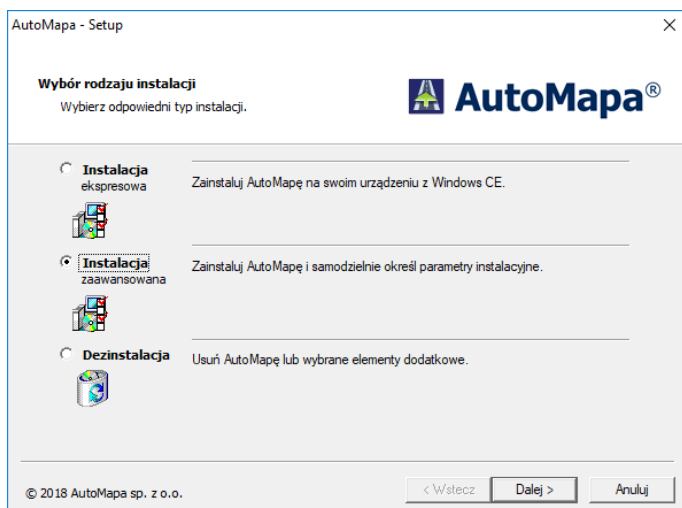 AutoMapa - Setup
Wybór rodzaju instalacji
Wybierz odpowiedni typ instalacji.
AutoMapa®
Instalacja
ekspresowa
Zainstaluj AutoMapę na swoim urządzeniu z Windows CE.
Instalacja
zaawansowana
Zainstaluj AutoMapę i samodzielnie określ parametry instalacyjne.
Dezinstalacja
Usuń AutoMapę lub wybrane elementy dodatkowe.
© 2018 AutoMapa sp. z o.o.
< Wstecz
Dalej >
Anuluj